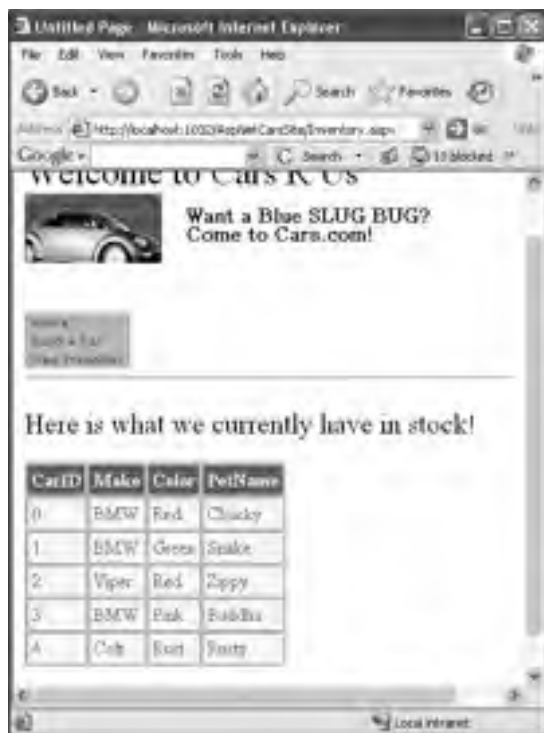 Untitled Page Microsoft Internet Explorer
File Edit View Favorites Tools Help
Back Search Favorites
Address http://localhost:1032/AspNetCarsSite/Inventory.aspx Go
Google Search 13 blocked
Welcome to Cars R Us
Want a Blue SLUG BUG?
Come to Cars.com!
Here is what we currently have in stock!
CarID Make Color PetName
0 BMW Red Chucky
1 BMW Green Snake
2 Viper Red Zippy
3 BMW Pink Buddha
4 Colt Rust Rusty
Local intranet